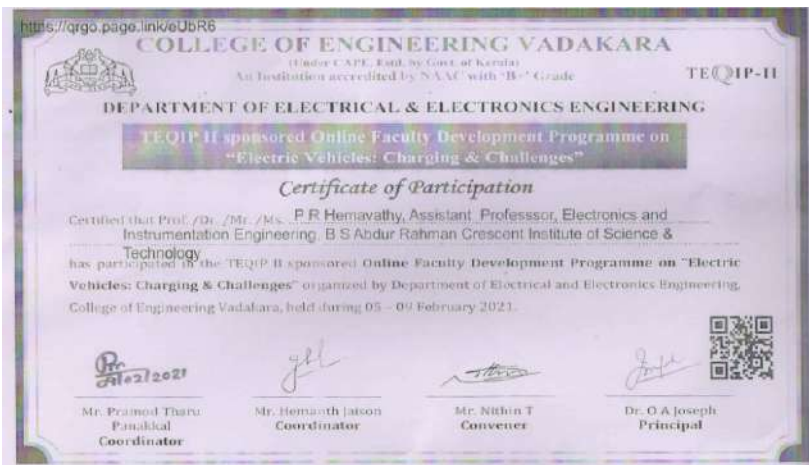 https://qrgo.page.link/eUbR6
COLLEGE OF ENGINEERING VADAKARA
(Under CAPE, Estd. by Govt. of Kerala)
An Institution accredited by NAAC with 'B+' Grade
TEQIP-II
DEPARTMENT OF ELECTRICAL & ELECTRONICS ENGINEERING
TEQIP II sponsored Online Faculty Development Programme on
"Electric Vehicles: Charging & Challenges"
Certificate of Participation
Certified that Prof./Dr./Mr./Ms. P R Hemavathy, Assistant Professsor, Electronics and
Instrumentation Engineering, B S Abdur Rahman Crescent Institute of Science &
Technology
has participated in the TEQIP II sponsored Online Faculty Development Programme on "Electric
Vehicles: Charging & Challenges" organized by Department of Electrical and Electronics Engineering,
College of Engineering Vadakara, held during 05 – 09 February 2021.
/02/2021
Mr. Pramod Tharu
Panakkal
Coordinator
Mr. Hemanth Jaison
Coordinator
Mr. Nithin T
Convener
Dr. O A Joseph
Principal